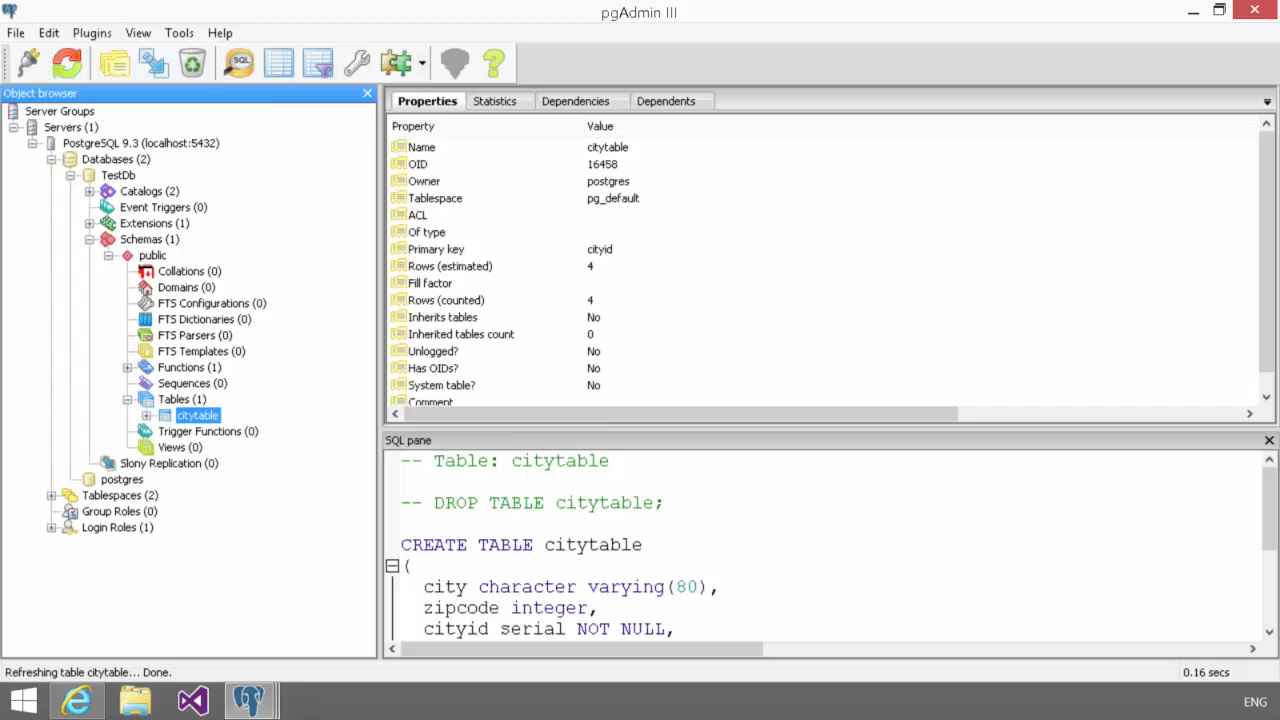 pgAdmin III
File Edit Plugins View Tools Help
SQL
Object browser
Server Groups
Servers (1)
PostgreSQL 9.3 (localhost:5432)
Databases (2)
TestDb
Catalogs (2)
Event Triggers (0)
Extensions (1)
Schemas (1)
public
Collations (0)
Domains (0)
FTS Configurations (0)
FTS Dictionaries (0)
FTS Parsers (0)
FTS Templates (0)
Functions (1)
Sequences (0)
Tables (1)
citytable
Trigger Functions (0)
Views (0)
Slony Replication (0)
postgres
Tablespaces (2)
Group Roles (0)
Login Roles (1)
Properties Statistics Dependencies Dependents
Property Value
Name citytable
OID 16458
Owner postgres
Tablespace pg_default
ACL
Of type
Primary key cityid
Rows (estimated) 4
Fill factor
Rows (counted) 4
Inherits tables No
Inherited tables count 0
Unlogged? No
Has OIDs? No
System table? No
Comment
SQL pane
-- Table: citytable
-- DROP TABLE citytable;
CREATE TABLE citytable
(
city character varying(80),
zipcode integer,
cityid serial NOT NULL,
Refreshing table citytable... Done. 0.16 secs
ENG